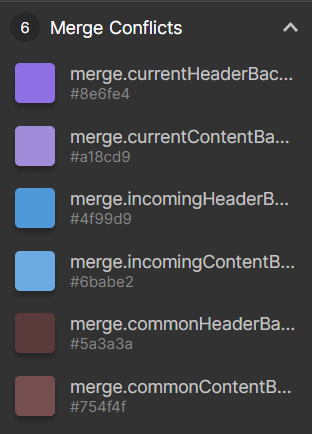 6 Merge Conflicts
merge.currentHeaderBac...
#8e6fe4
merge.currentContentBa...
#a18cd9
merge.incomingHeaderB...
#4f99d9
merge.incomingContentB...
#6babe2
merge.commonHeaderBa...
#5a3a3a
merge.commonContentB...
#754f4f